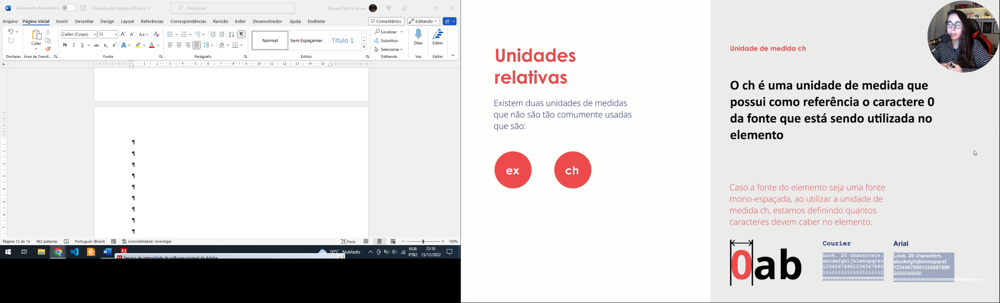 Salvamento Automático
Unidades de Medida CSS.docx
Pesquisar
Brayan Petrick Souza
Arquivo
Página Inicial
Inserir
Desenhar
Design
Layout
Referências
Correspondências
Revisão
Exibir
Desenvolvedor
Ajuda
EndNote
Comentários
Editando
Colar
Calibri (Corpo)
13
Aa
N I S ab x₂ x² A A
Normal
Sem Espaçamer
Título 1
Localizar
Substituir
Selecionar
Ditar
Editor
Desfazer
Área de Transf...
Fonte
Parágrafo
Estilos
Editando
Voz
Editor
1 2 3 4 5 6 7 8 9 10 11 12 13 14 15
¶
¶
¶
¶
¶
¶
¶
¶
¶
Página 12 de 14
962 palavras
Português (Brasil)
Acessibilidade: investigar
Foco
100%
20°C Nublado
POR
PTB2
23:10
13/12/2022
Serviço de integridade de software original da Adobe
Unidades
relativas
Existem duas unidades de medidas
que não são tão comumente usadas
que são:
ex
ch
Unidade de medida ch
O ch é uma unidade de medida que
possui como referência o caractere 0
da fonte que está sendo utilizada no
elemento
Caso a fonte do elemento seja uma fonte
mono-espaçada, ao utilizar a unidade de
medida ch, estamos definindo quantos
caracteres devem caber no elemento.
0ab
Courier
Look, 20 characters.
abcdefghijklmnopqrst
12345678901234567890
iiiiiiiiiiiiiiiiiiii
mmmmmmmmmmmmmmmmmmmm
Arial
Look, 20 characters.
abcdefghijklmnopqrst
12345678901234567890
iiiiiiiiiiiiiiiiiiii
mmmmmmmmmmmmmmmmmmmm